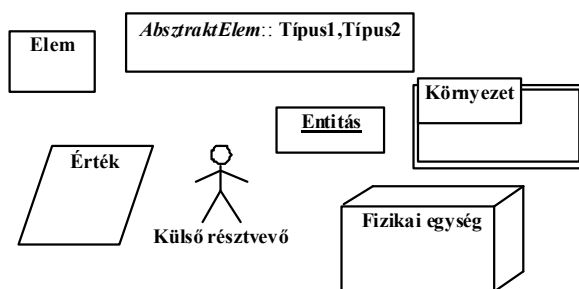 Elem
AbsztraktElem:: Típus1,Típus2
Környezet
Entitás
Érték
Külső résztvevő
Fizikai egység